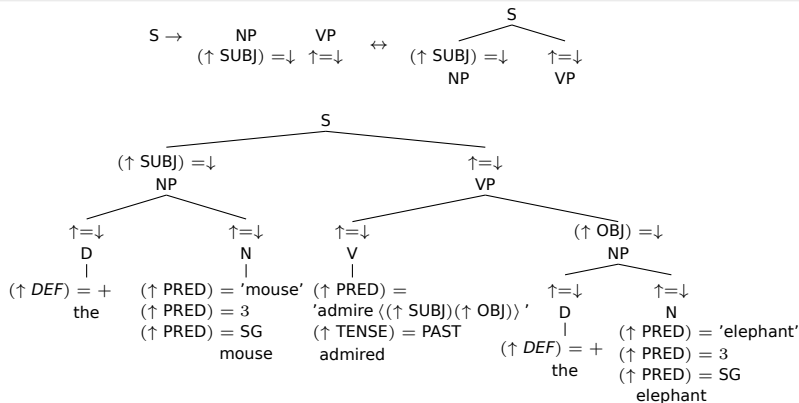 S → NP VP ↔ S
(↑ SUBJ) =↓ ↑=↓ (↑ SUBJ) =↓ ↑=↓
NP VP
S
(↑ SUBJ) =↓ ↑=↓
NP VP
↑=↓ ↑=↓ ↑=↓ (↑ OBJ) =↓
D N V NP
(↑ DEF) = + (↑ PRED) = 'mouse' (↑ PRED) = ↑=↓ ↑=↓
the (↑ PRED) = 3 'admire ⟨(↑ SUBJ)(↑ OBJ)⟩ ' D N
(↑ PRED) = SG (↑ TENSE) = PAST (↑ DEF) = + (↑ PRED) = 'elephant'
mouse admired the (↑ PRED) = 3
(↑ PRED) = SG
elephant